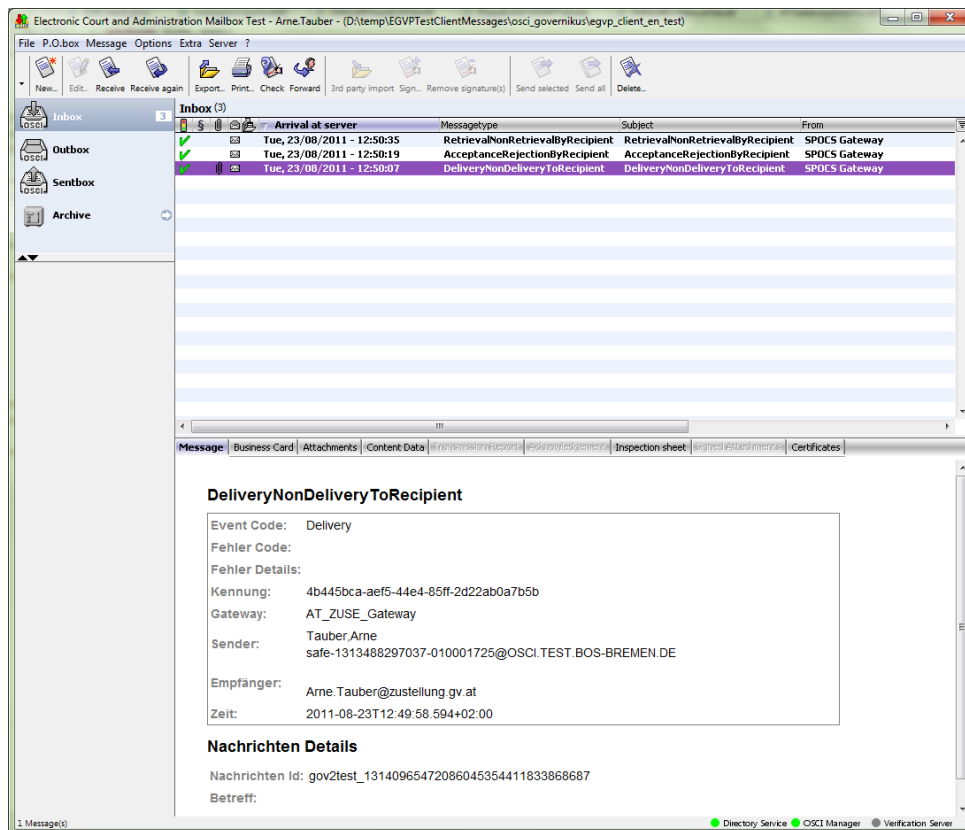 Electronic Court and Administration Mailbox Test - Arne.Tauber - (D:\temp\EGVPTestClientMessages\osci_governikus\egvp_client_en_test)
File P.O.box Message Options Extra Server ?
New... Edit... Receive Receive again Export... Print... Check Forward 3rd party import Sign... Remove signature(s) Send selected Send all Delete...
osci Inbox 3
osci Outbox
osci Sentbox
Archive
Inbox (3)
§ Arrival at server Messagetype Subject From
Tue, 23/08/2011 - 12:50:35 RetrievalNonRetrievalByRecipient RetrievalNonRetrievalByRecipient SPOCS Gateway
Tue, 23/08/2011 - 12:50:19 AcceptanceRejectionByRecipient AcceptanceRejectionByRecipient SPOCS Gateway
Tue, 23/08/2011 - 12:50:07 DeliveryNonDeliveryToRecipient DeliveryNonDeliveryToRecipient SPOCS Gateway
Message Business Card Attachments Content Data Transmission Report Acknowledgement Inspection sheet Signed Attachments Certificates
DeliveryNonDeliveryToRecipient
Event Code: Delivery
Fehler Code:
Fehler Details:
Kennung: 4b445bca-aef5-44e4-85ff-2d22ab0a7b5b
Gateway: AT_ZUSE_Gateway
Sender: Tauber,Arne
safe-1313488297037-010001725@OSCI.TEST.BOS-BREMEN.DE
Empfänger: Arne.Tauber@zustellung.gv.at
Zeit: 2011-08-23T12:49:58.594+02:00
Nachrichten Details
Nachrichten Id: gov2test_13140965472086045354411833868687
Betreff:
1 Message(s) Directory Service OSCI Manager Verification Server